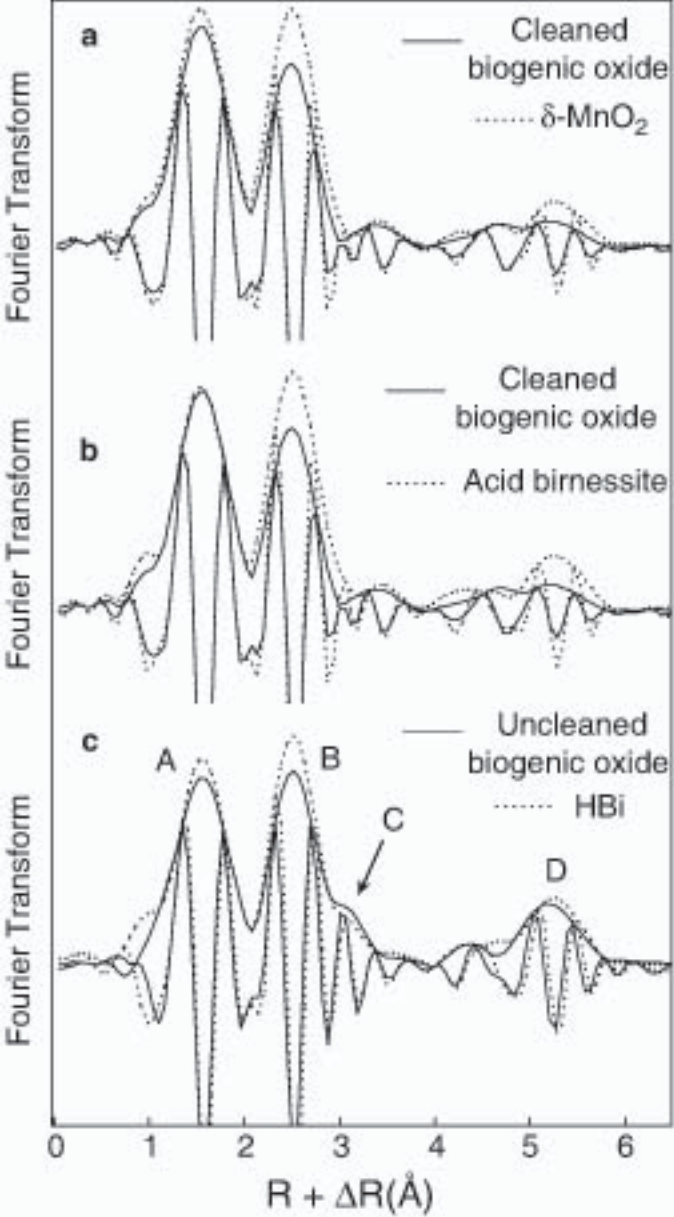 a
Cleaned
biogenic oxide
δ-MnO₂
Fourier Transform
b
Cleaned
biogenic oxide
Acid birnessite
Fourier Transform
c
Uncleaned
biogenic oxide
HBi
A
B
C
D
Fourier Transform
0 1 2 3 4 5 6
R + ΔR(Å)